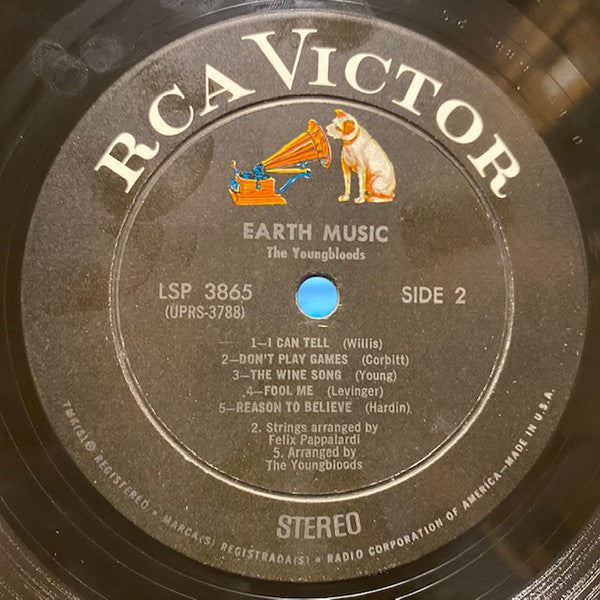 RCA VICTOR
EARTH MUSIC
The Youngbloods
LSP 3865
(UPRS-3788)
SIDE 2
1—I CAN TELL (Willis)
2—DON'T PLAY GAMES (Corbitt)
3—THE WINE SONG (Young)
4—FOOL ME (Levinger)
5—REASON TO BELIEVE (Hardin)
2. Strings arranged by
Felix Pappalardi
5. Arranged by
The Youngbloods
STEREO
TMK(S) ® REGISTERED • MARCA(S) REGISTRADA(S) • RADIO CORPORATION OF AMERICA—MADE IN U.S.A.